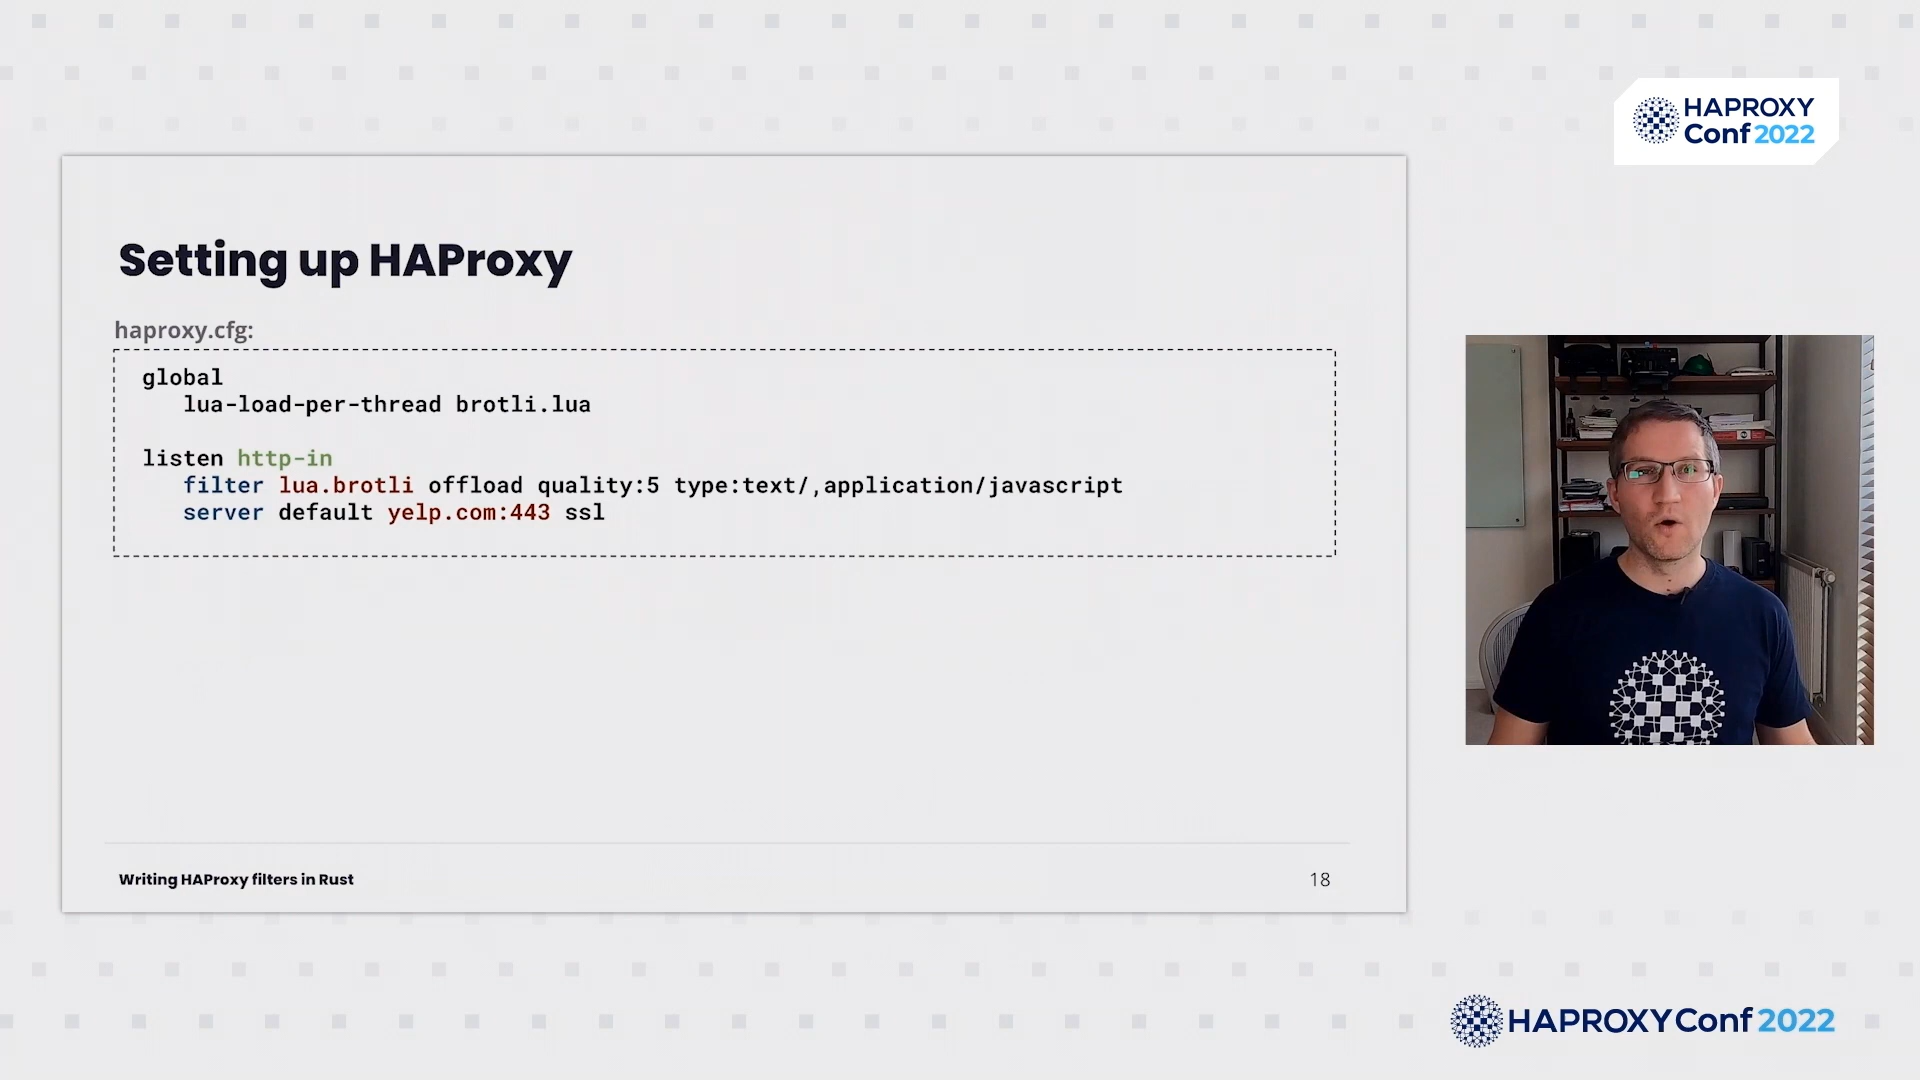 HAPROXY
Conf 2022
Setting up HAProxy
haproxy.cfg:
global
lua-load-per-thread brotli.lua
listen http-in
filter lua.brotli offload quality:5 type:text/,application/javascript
server default yelp.com:443 ssl
Writing HAProxy filters in Rust
18
HAPROXYConf 2022